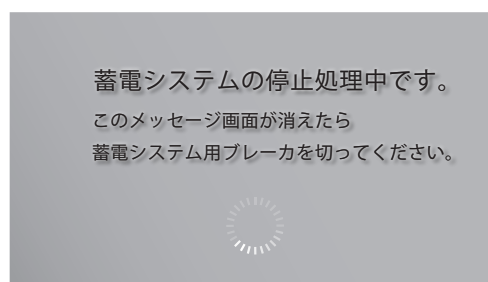 蓄電システムの停止処理中です。
このメッセージ画面が消えたら
蓄電システム用ブレーカを切ってください。